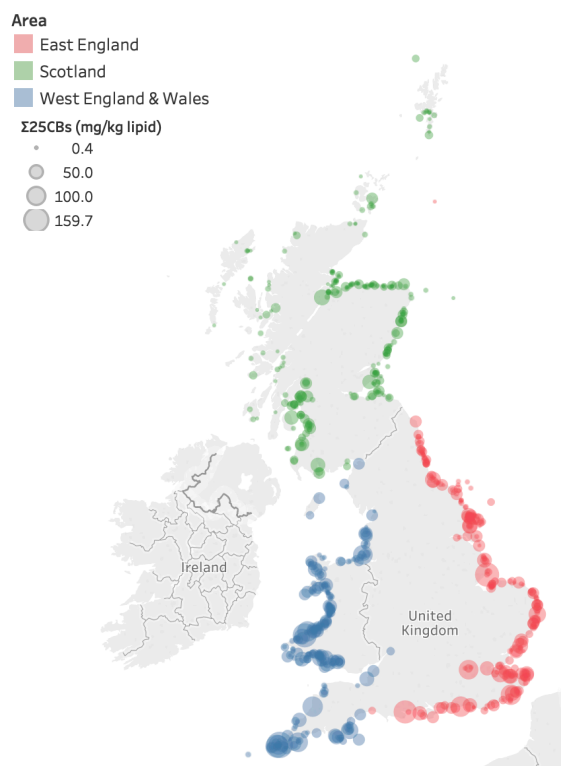 Area
East England
Scotland
West England & Wales
Σ25CBs (mg/kg lipid)
0.4
50.0
100.0
159.7
Ireland
United
Kingdom